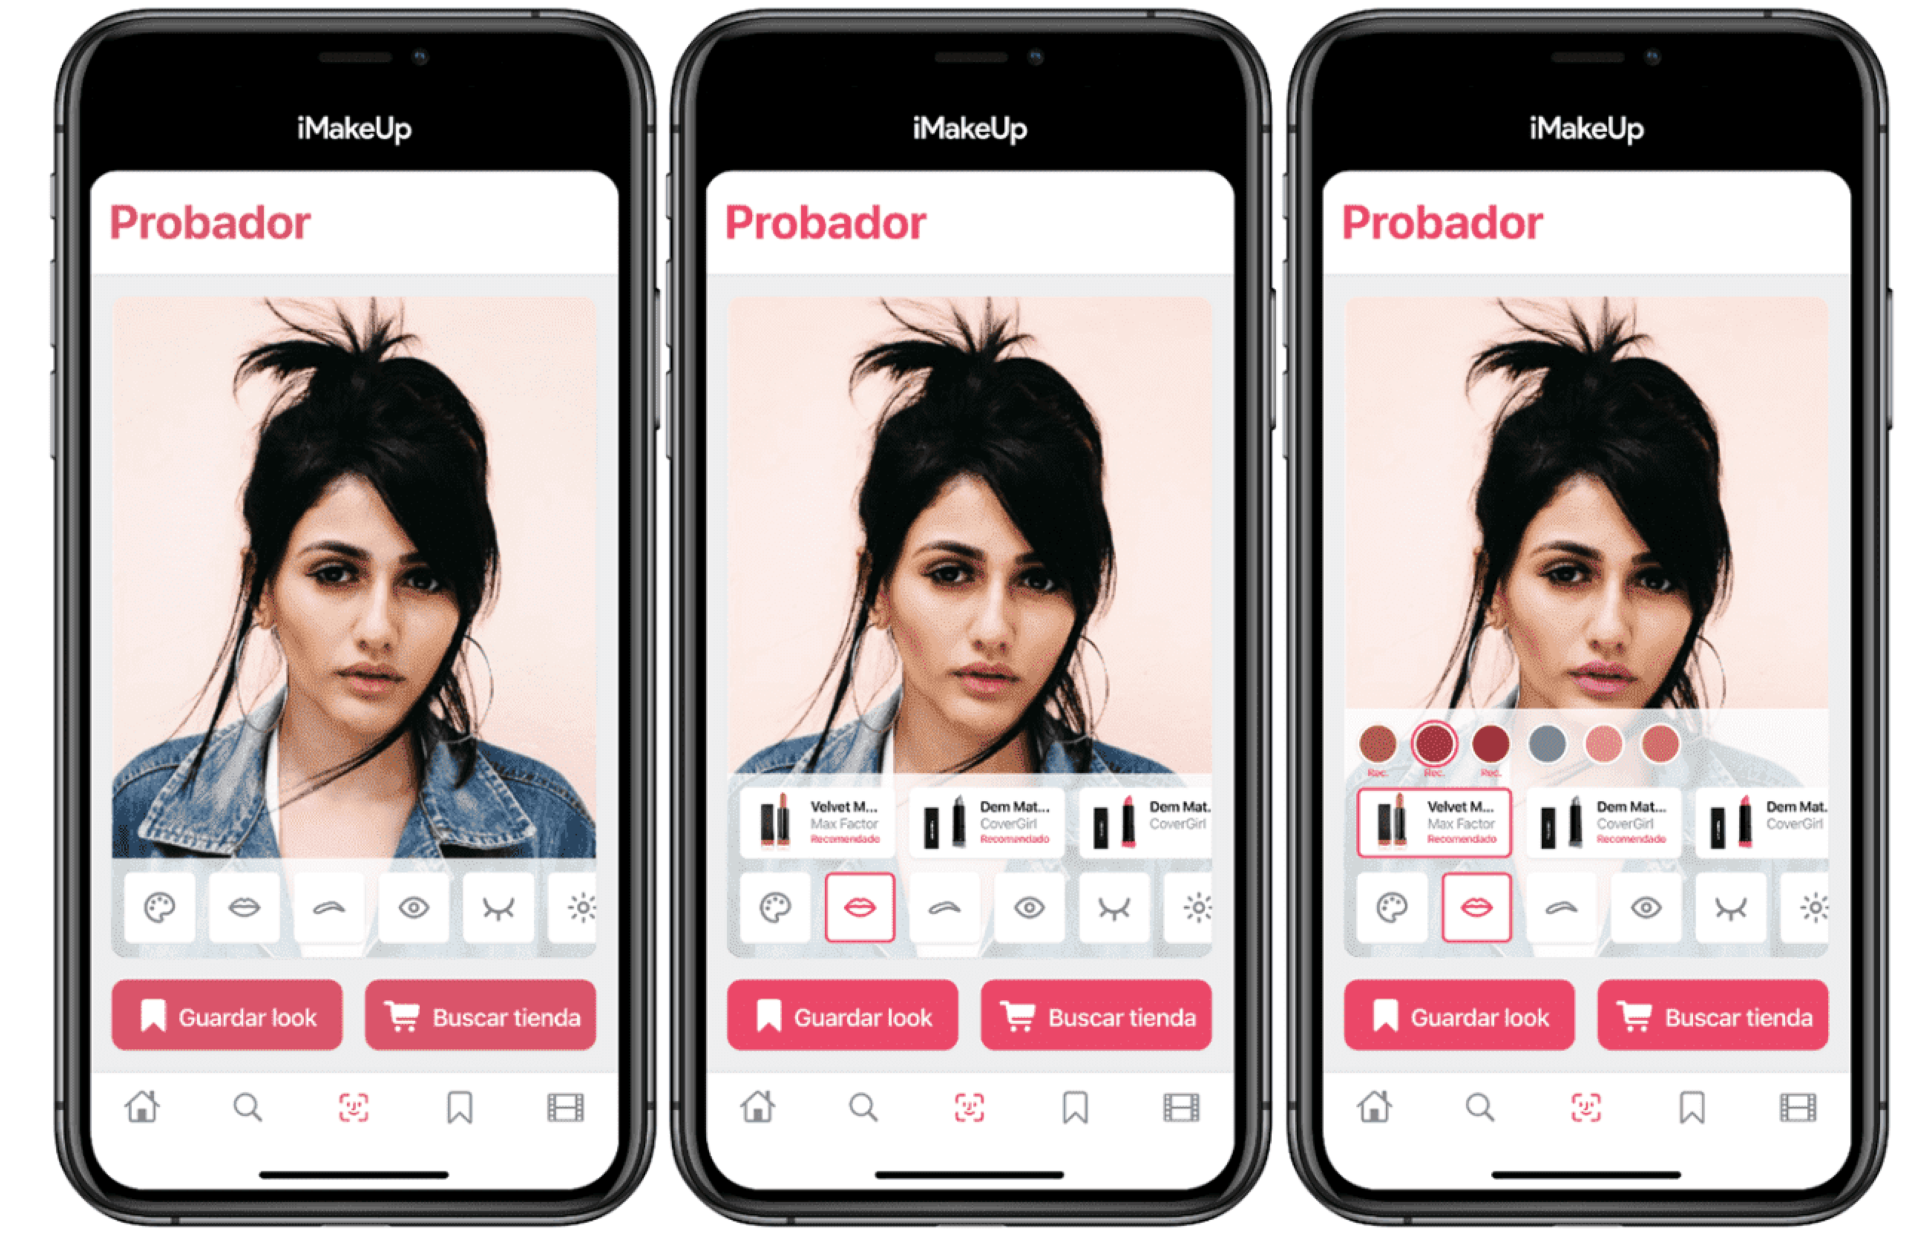 iMakeUp
Probador
Guardar look
Buscar tienda
iMakeUp
Probador
Velvet M...
Max Factor
Recomendado
Dem Mat...
CoverGirl
Recomendado
Dem Mat.
CoverGirl
Guardar look
Buscar tienda
iMakeUp
Probador
Rec.
Rec.
Rec.
Velvet M...
Max Factor
Recomendado
Dem Mat...
CoverGirl
Recomendado
Dem Mat.
CoverGirl
Guardar look
Buscar tienda